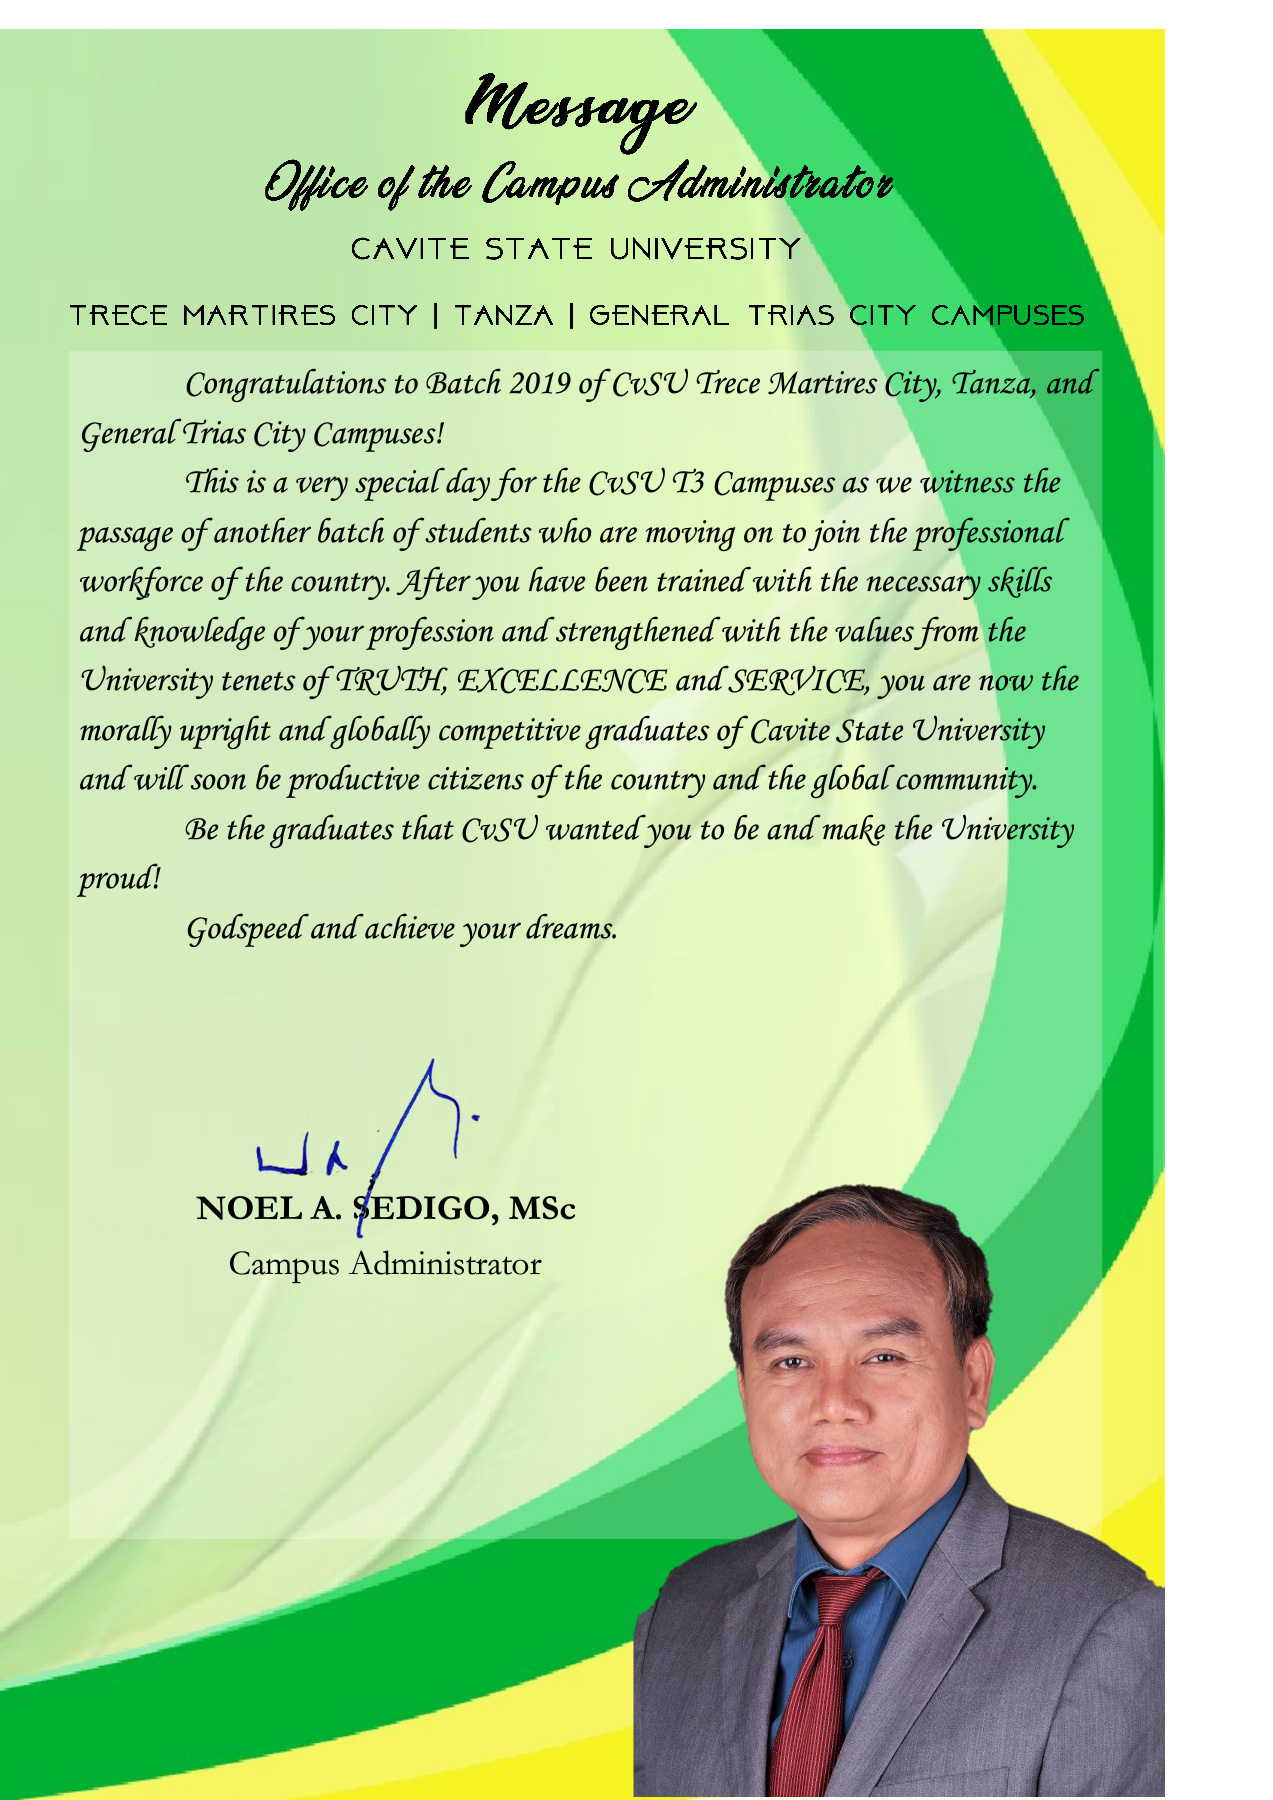 Message
Office of the Campus Administrator
CAVITE STATE UNIVERSITY
TRECE MARTIRES CITY | TANZA | GENERAL TRIAS CITY CAMPUSES
Congratulations to Batch 2019 of CvSU Trece Martires City, Tanza, and
General Trias City Campuses!
This is a very special day for the CvSU T3 Campuses as we witness the
passage of another batch of students who are moving on to join the professional
workforce of the country. After you have been trained with the necessary skills
and knowledge of your profession and strengthened with the values from the
University tenets of TRUTH, EXCELLENCE and SERVICE, you are now the
morally upright and globally competitive graduates of Cavite State University
and will soon be productive citizens of the country and the global community.
Be the graduates that CvSU wanted you to be and make the University
proud!
Godspeed and achieve your dreams.
NOEL A. SEDIGO, MSc
Campus Administrator